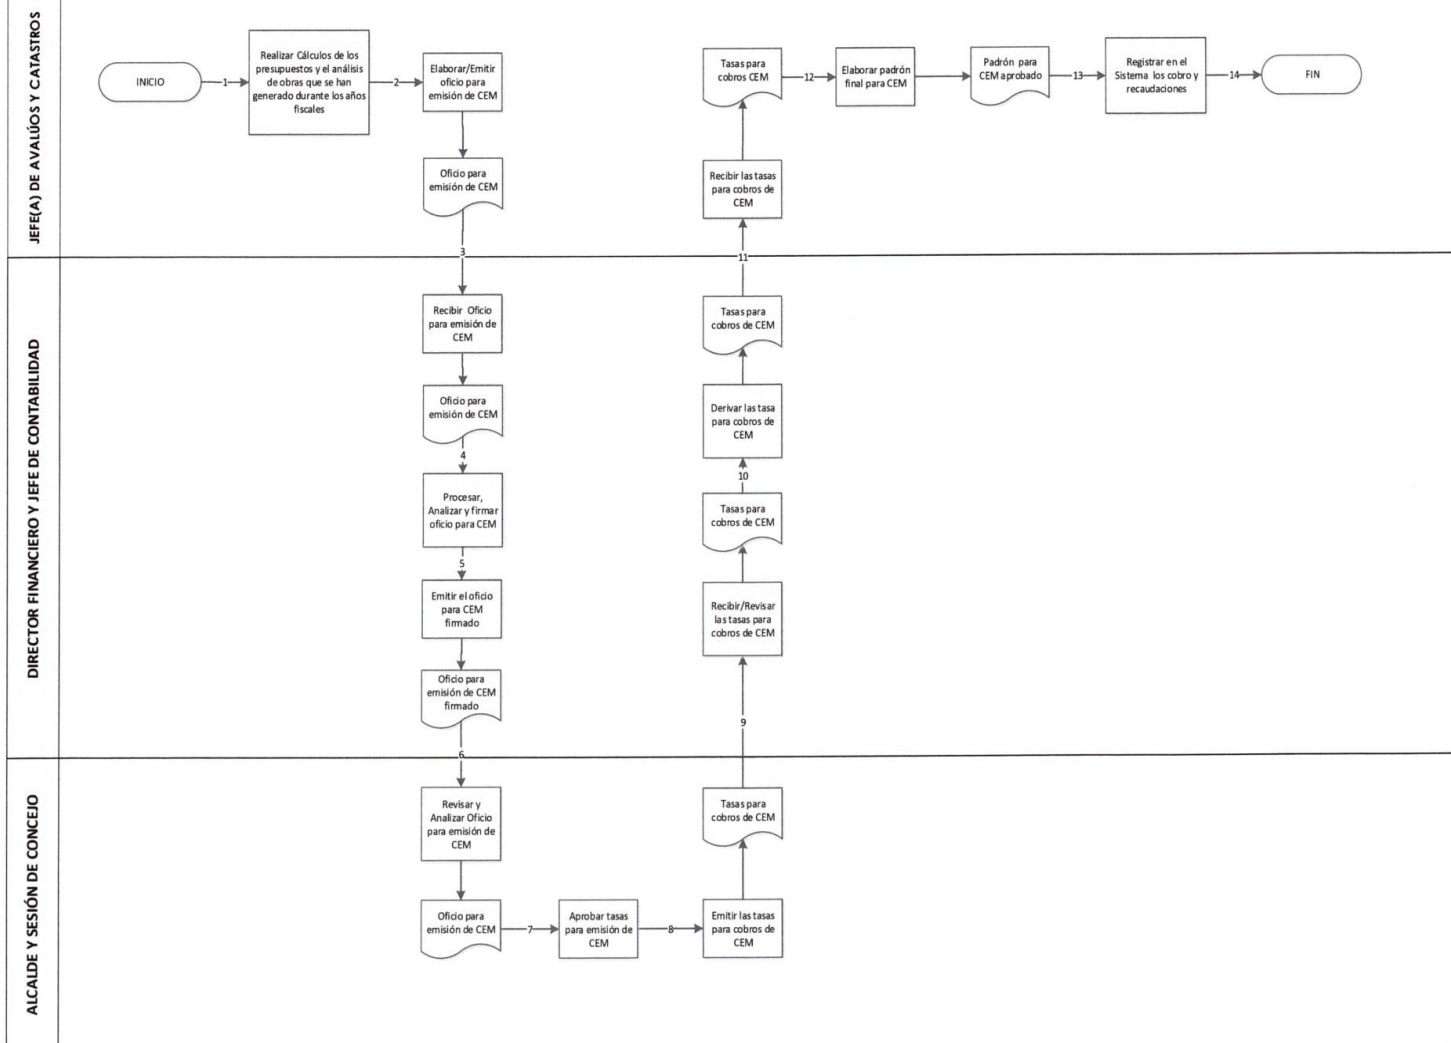 JEFE(A) DE AVALÚOS Y CATASTROS
INICIO
1
Realizar Cálculos de los
presupuestos y el análisis
de obras que se han
generado durante los años
fiscales
2
Elaborar/Emitir
oficio para
emisión de CEM
Oficio para
emisión de CEM
3
Tasas para
cobros CEM
12
Elaborar padrón
final para CEM
Padrón para
CEM aprobado
13
Registrar en el
Sistema los cobro y
recaudaciones
14
FIN
Recibir las tasas
para cobros de
CEM
11
DIRECTOR FINANCIERO Y JEFE DE CONTABILIDAD
Recibir Oficio
para emisión de
CEM
Oficio para
emisión de CEM
4
Procesar,
Analizar y firmar
oficio para CEM
5
Emitir el oficio
para CEM
firmado
Oficio para
emisión de CEM
firmado
6
Tasas para
cobros de CEM
Derivar las tasa
para cobros de
CEM
10
Tasas para
cobros de CEM
Recibir/Revisar
las tasas para
cobros de CEM
9
ALCALDE Y SESIÓN DE CONCEJO
Revisar y
Analizar Oficio
para emisión de
CEM
Oficio para
emisión de CEM
7
Aprobar tasas
para emisión de
CEM
8
Emitir las tasas
para cobros de
CEM
Tasas para
cobros de CEM